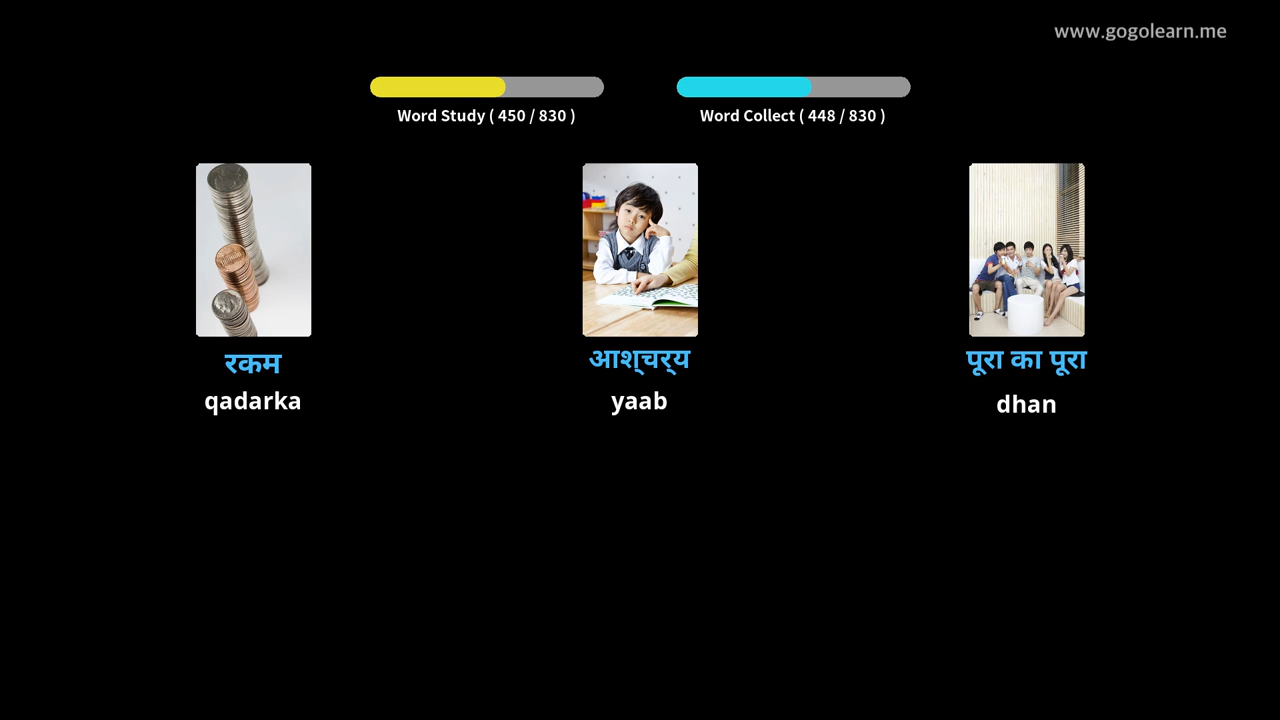 www.gogolearn.me
Word Study ( 450 / 830 )
Word Collect ( 448 / 830 )
रकम
आश्चर्य
पूरा का पूरा
qadarka
yaab
dhan